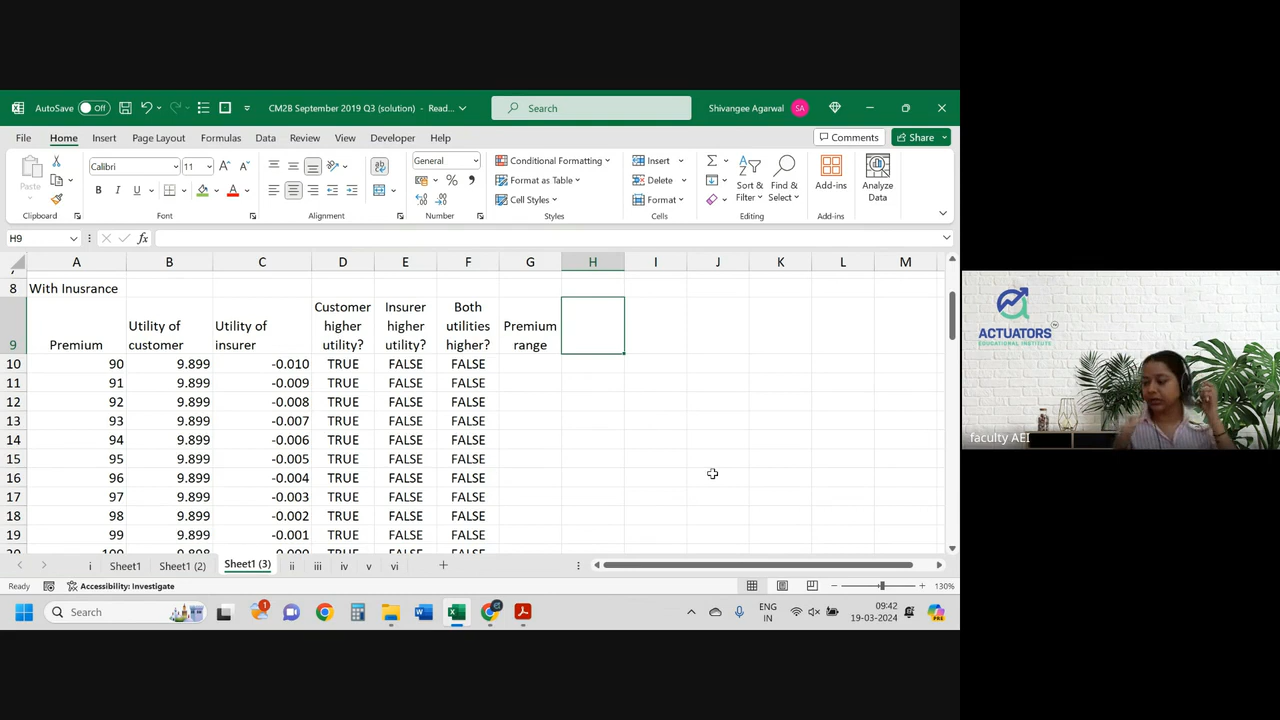 AutoSave Off CM2B September 2019 Q3 (solution) - Read... Search Shivangee Agarwal SA
File Home Insert Page Layout Formulas Data Review View Developer Help Comments Share
Calibri 11 General Conditional Formatting Insert
Paste Format as Table Delete Sort & Filter Find & Select Add-ins Analyze Data
B I U Cell Styles Format
Clipboard Font Alignment Number Styles Cells Editing Add-ins
H9 fx
A B C D E F G H I J K L M
8 With Inusrance
9 Premium Utility of customer Utility of insurer Customer higher utility? Insurer higher utility? Both utilities higher? Premium range
10 90 9.899 -0.010 TRUE FALSE FALSE
11 91 9.899 -0.009 TRUE FALSE FALSE
12 92 9.899 -0.008 TRUE FALSE FALSE
13 93 9.899 -0.007 TRUE FALSE FALSE
14 94 9.899 -0.006 TRUE FALSE FALSE
15 95 9.899 -0.005 TRUE FALSE FALSE
16 96 9.899 -0.004 TRUE FALSE FALSE
17 97 9.899 -0.003 TRUE FALSE FALSE
18 98 9.899 -0.002 TRUE FALSE FALSE
19 99 9.899 -0.001 TRUE FALSE FALSE
i Sheet1 Sheet1 (2) Sheet1 (3) ii iii iv v vi
Ready Accessibility: Investigate 130%
Search 1 ENG IN 09:42 19-03-2024
ACTUATORS
EDUCATIONAL INSTITUTE
faculty AEI